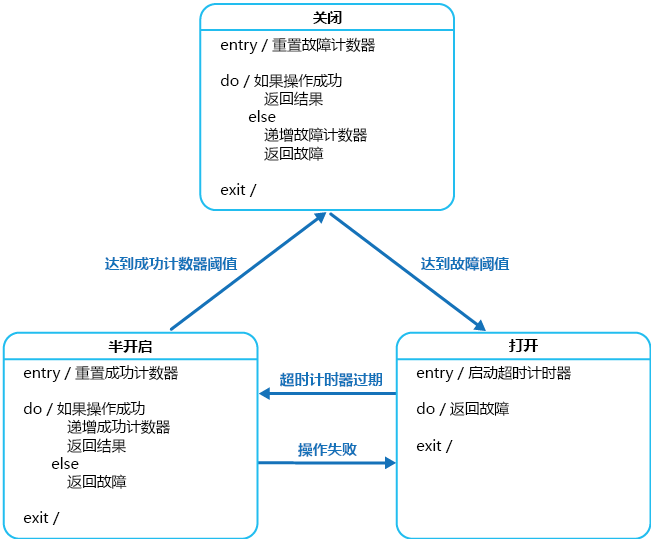 关闭
entry / 重置故障计数器
do / 如果操作成功
返回结果
else
递增故障计数器
返回故障
exit /
达到成功计数器阈值
达到故障阈值
半开启
entry / 重置成功计数器
do / 如果操作成功
递增成功计数器
返回结果
else
返回故障
exit /
超时计时器过期
操作失败
打开
entry / 启动超时计时器
do / 返回故障
exit /